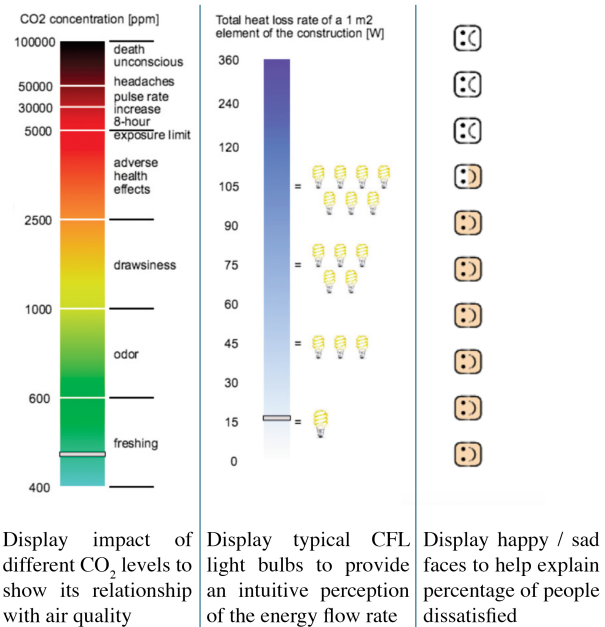 CO2 concentration [ppm]
100000
death
unconscious
50000
headaches
30000
pulse rate
increase
8-hour
5000
exposure limit
adverse
health
effects
2500
drawsiness
1000
odor
600
freshing
400
Total heat loss rate of a 1 m2
element of the construction [W]
360
240
120
105
=
90
75
=
60
45
=
30
15
=
0
Display impact of
different CO2 levels to
show its relationship
with air quality
Display typical CFL
light bulbs to provide
an intuitive perception
of the energy flow rate
Display happy / sad
faces to help explain
percentage of people
dissatisfied